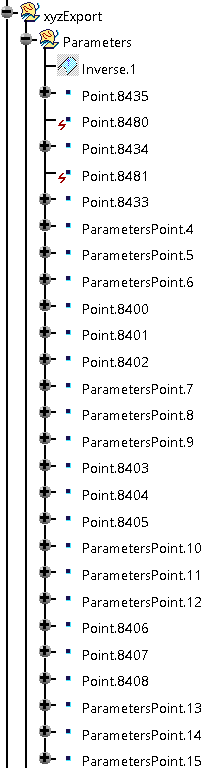 xyzExport
Parameters
Inverse.1
Point.8435
Point.8480
Point.8434
Point.8481
Point.8433
ParametersPoint.4
ParametersPoint.5
ParametersPoint.6
Point.8400
Point.8401
Point.8402
ParametersPoint.7
ParametersPoint.8
ParametersPoint.9
Point.8403
Point.8404
Point.8405
ParametersPoint.10
ParametersPoint.11
ParametersPoint.12
Point.8406
Point.8407
Point.8408
ParametersPoint.13
ParametersPoint.14
ParametersPoint.15